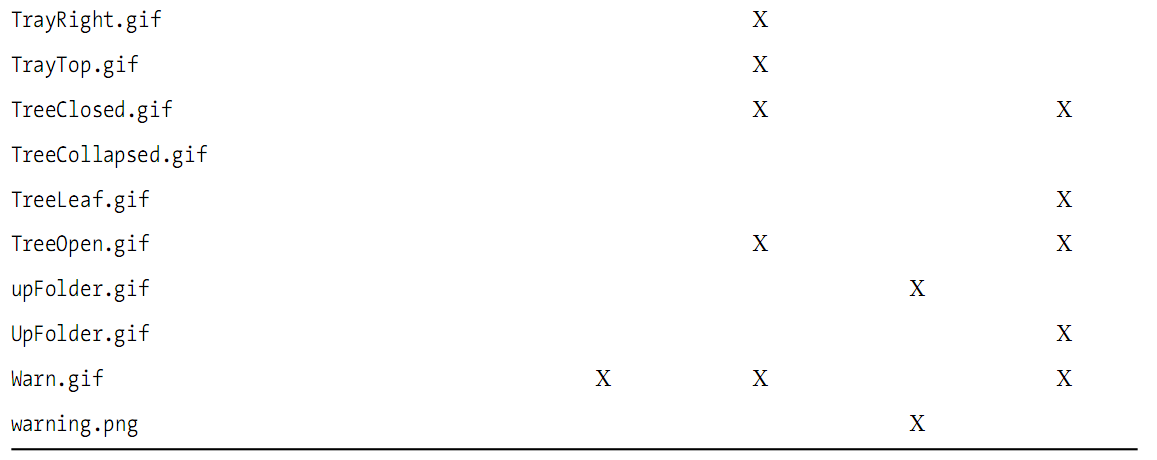 TrayRight.gif X
TrayTop.gif X
TreeClosed.gif X X
TreeCollapsed.gif
TreeLeaf.gif X
TreeOpen.gif X X
upFolder.gif X
UpFolder.gif X
Warn.gif X X X
warning.png X